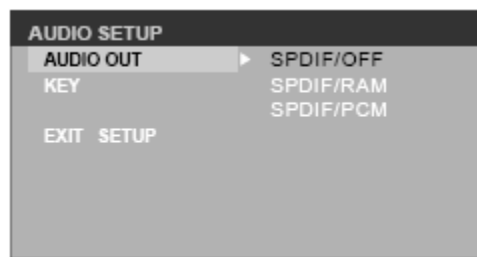 AUDIO SETUP
AUDIO OUT SPDIF/OFF
KEY SPDIF/RAM
SPDIF/PCM
EXIT SETUP